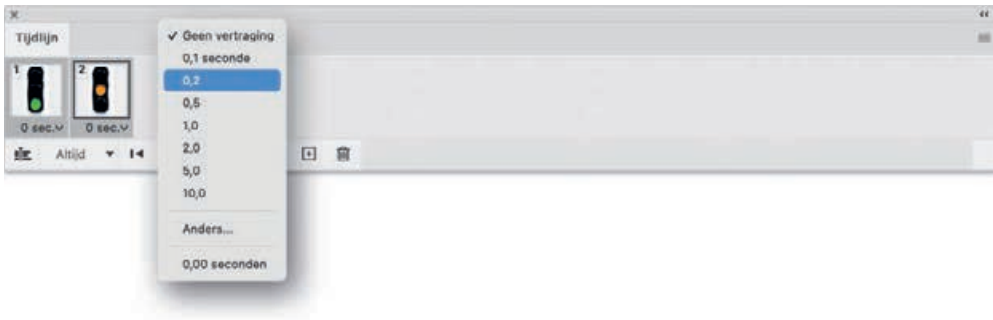 Tijdlijn
1
2
0 sec.
0 sec.
Altijd
Geen vertraging
0,1 seconde
0,2
0,5
1,0
2,0
5,0
10,0
Anders...
0,00 seconden